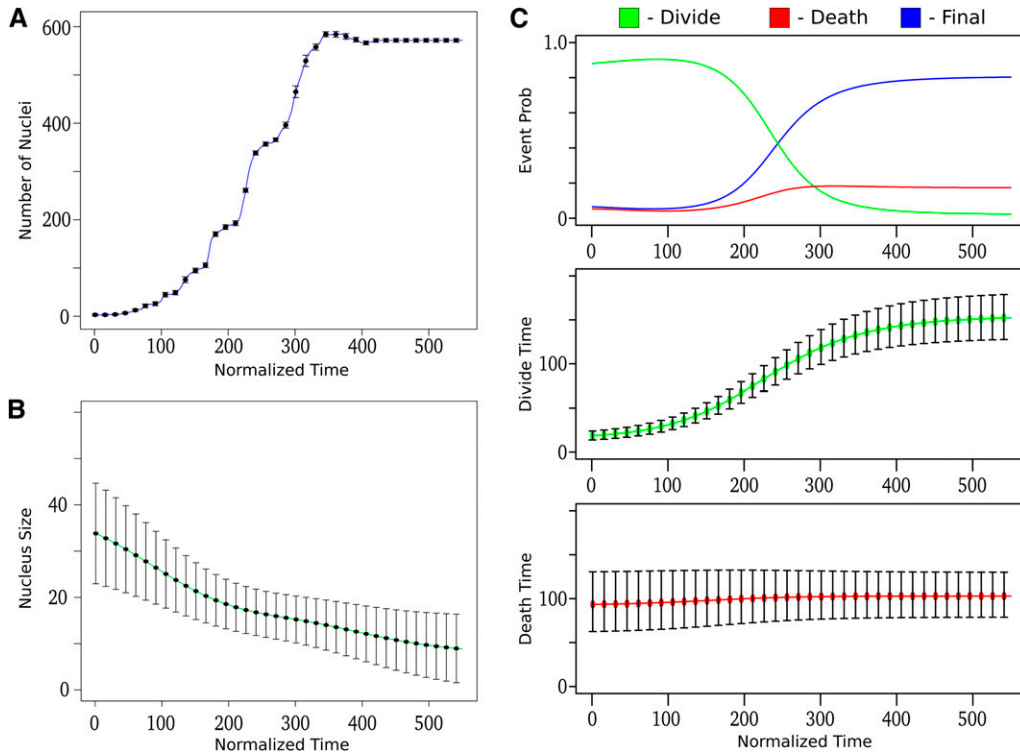 A
600
400
200
0
Number of Nuclei
0 100 200 300 400 500
Normalized Time
B
40
20
0
Nucleus Size
0 100 200 300 400 500
Normalized Time
C
- Divide - Death - Final
1.0
0
Event Prob
0 100 200 300 400 500
100
0
Divide Time
0 100 200 300 400 500
Normalized Time
100
0
Death Time
0 100 200 300 400 500
Normalized Time